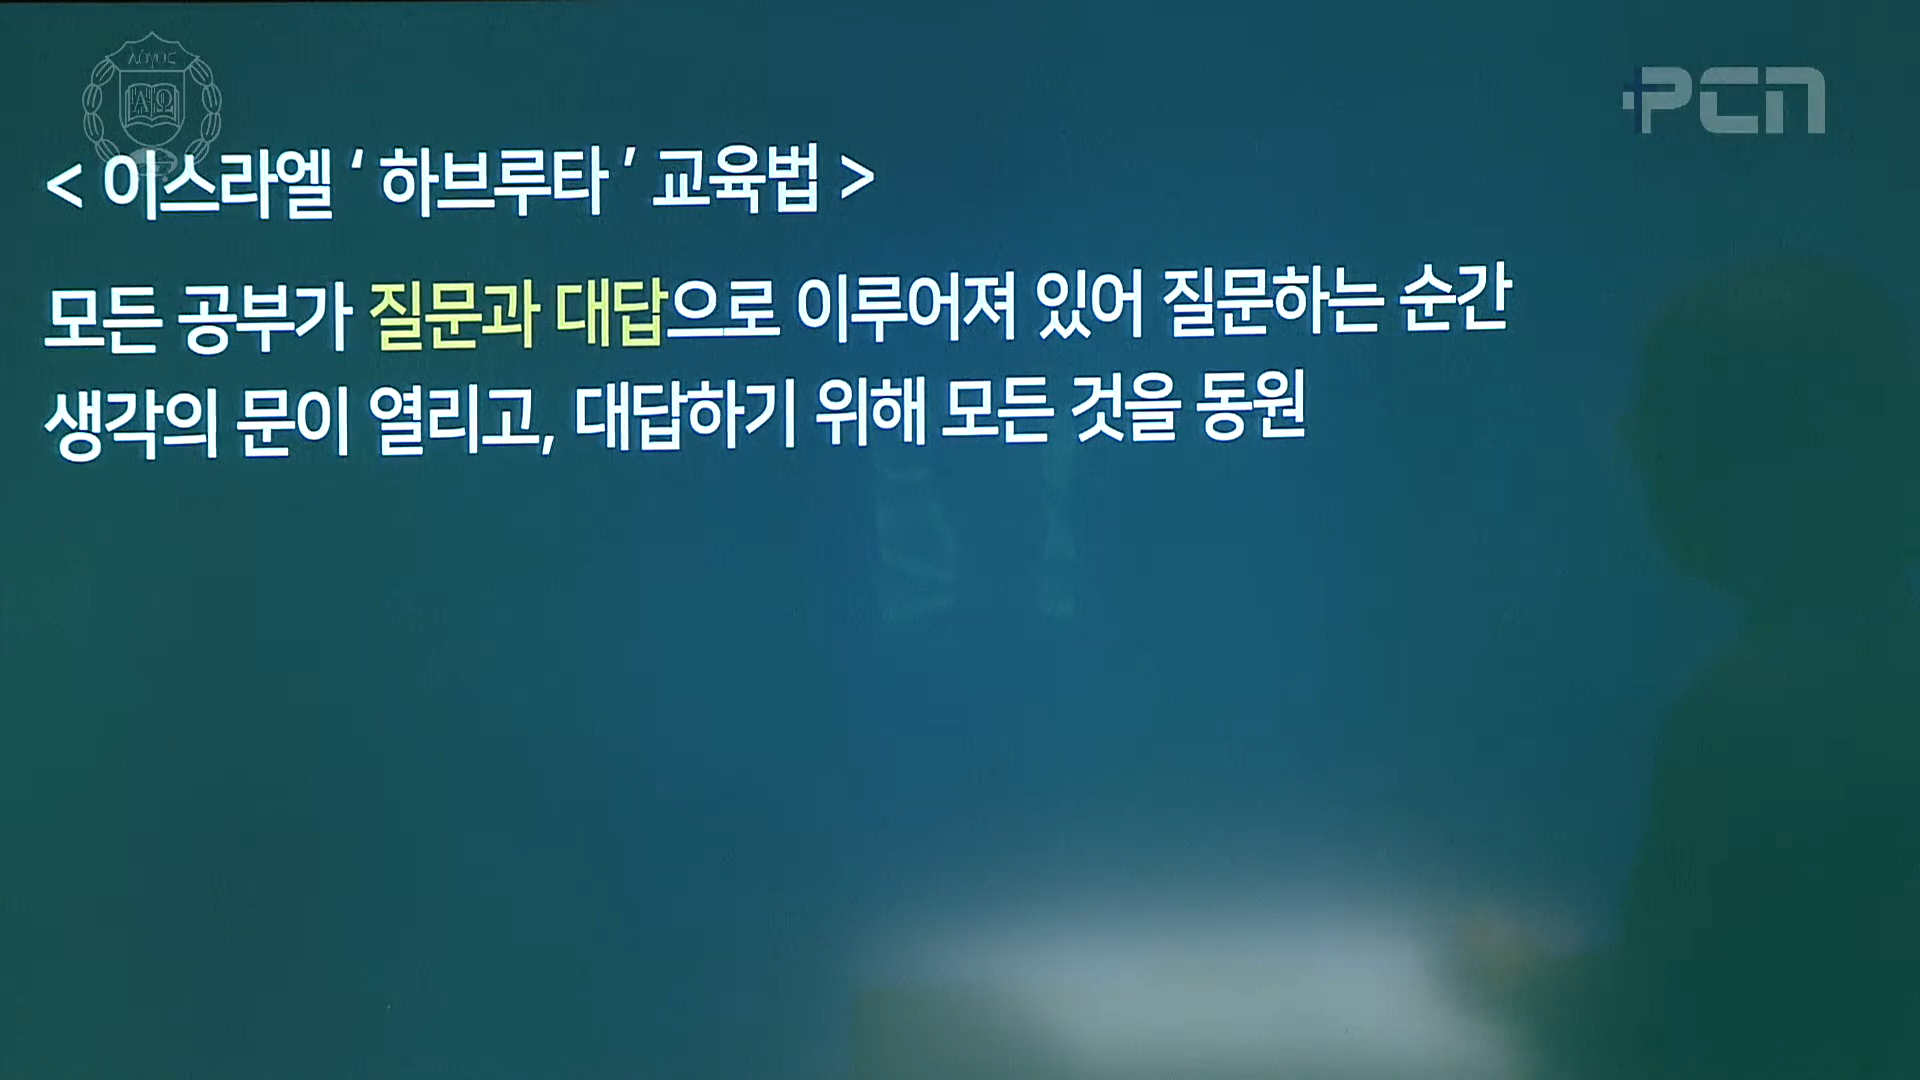 λόγος
PCN
ΑΩ
< 이스라엘 ‘ 하브루타 ’ 교육법 >
모든 공부가 질문과 대답으로 이루어져 있어 질문하는 순간
생각의 문이 열리고, 대답하기 위해 모든 것을 동원